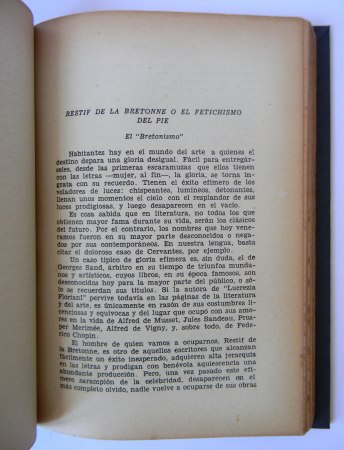 RESTIF DE LA BRETONNE O EL FETICHISMO
DEL PIE
El "Bretonismo"
Habitantes hay en el mundo del arte a quienes el
destino depara una gloria desigual. Fácil para entregár-
seles, desde las primeras escaramuzas que ellos tienen
con las letras —mujer, al fin—, la gloria, se torna in-
grata con su recuerdo. Tienen el éxito efímero de los
voladores de luces: chispeantes, luminosos, detonantes,
llenan unos momentos el cielo con el resplandor de sus
luces prodigiosas, y luego desaparecen en el vacío.
Es cosa sabida que en literatura, no todos los que
obtienen mayor fama durante su vida, serán los clásicos
del futuro. Por el contrario, los nombres que hoy vene-
ramos fueron en su mayor parte desconocidos o nega-
dos por sus contemporáneos. En nuestra lengua, basta
citar el doloroso caso de Cervantes, por ejemplo.
Un caso típico de gloria efímera es, sin duda, el de
Georges Sand, árbitro en su tiempo de triunfos munda-
nos y artísticos, cuyos libros, en su época famosos, son
desconocidos hoy para la mayor parte del público, o só-
lo se recuerdan sus títulos. Si la autora de "Lucrezia
Floriani" pervive todavía en las páginas de la literatura
y del arte, es únicamente en razón de sus costumbres li-
cenciosas y equívocas y del lugar que ocupó con sus amo-
res en la vida de Alfred de Musset, Jules Sandeau, Pros-
per Merimée, Alfred de Vigny, y, sobre todo, de Fede-
rico Chopin.
El hombre de quien vamos a ocuparnos, Restif de
la Bretonne, es otro de aquellos escritores que alcanzan
fácilmente un éxito inesperado, adquieren alta jerarquía
en las letras y prodigan con benévola aquiescencia una
abundante producción. Pero, una vez pasado este efí-
mero sarampión de la celebridad, desaparecen en el
más completo olvido, nadie vuelve a ocuparse de sus obras